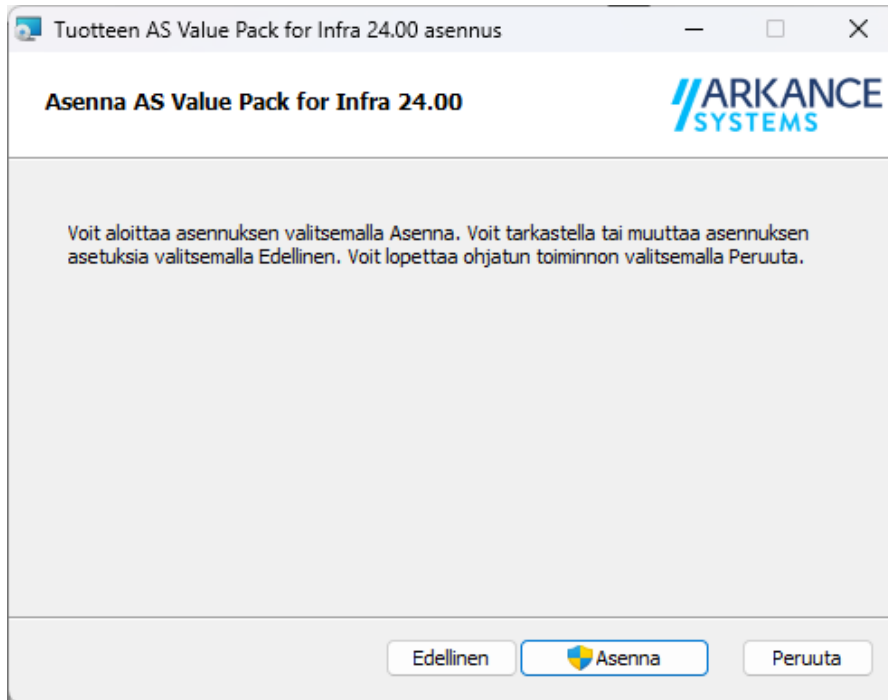 Tuotteen AS Value Pack for Infra 24.00 asennus
Asenna AS Value Pack for Infra 24.00
ARKANCE
SYSTEMS
Voit aloittaa asennuksen valitsemalla Asenna. Voit tarkastella tai muuttaa asennuksen
asetuksia valitsemalla Edellinen. Voit lopettaa ohjatun toiminnon valitsemalla Peruuta.
Edellinen
Asenna
Peruuta